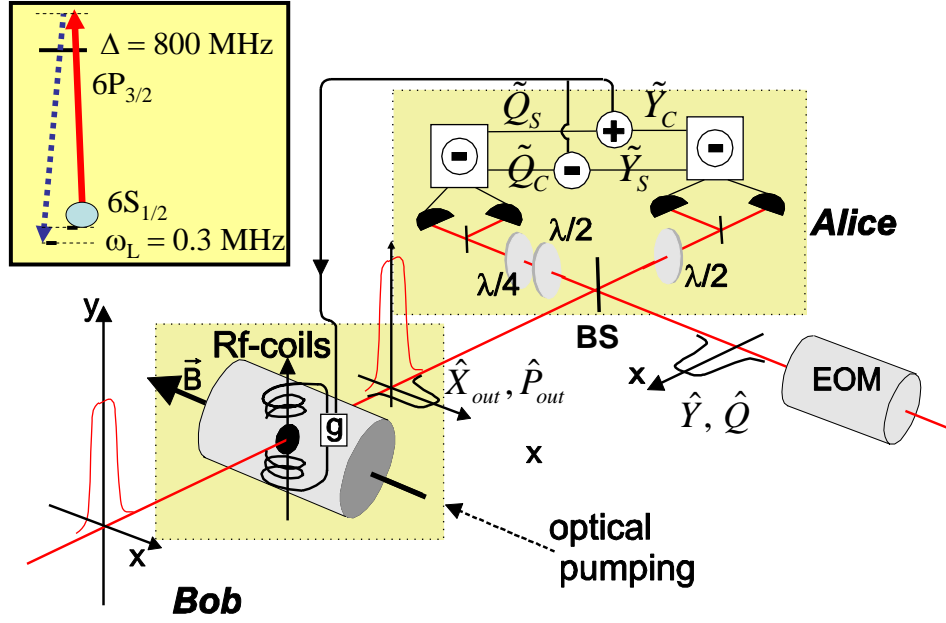 Δ = 800 MHz
6P3/2
6S1/2
ωL = 0.3 MHz
Q̃S
ỸC
+
-
-
Q̃C
-
ỸS
Alice
λ/2
λ/4
λ/2
BS
y
Rf-coils
B⃗
g
X̂out, P̂out
x
EOM
Ŷ, Q̂
x
x
optical
pumping
Bob